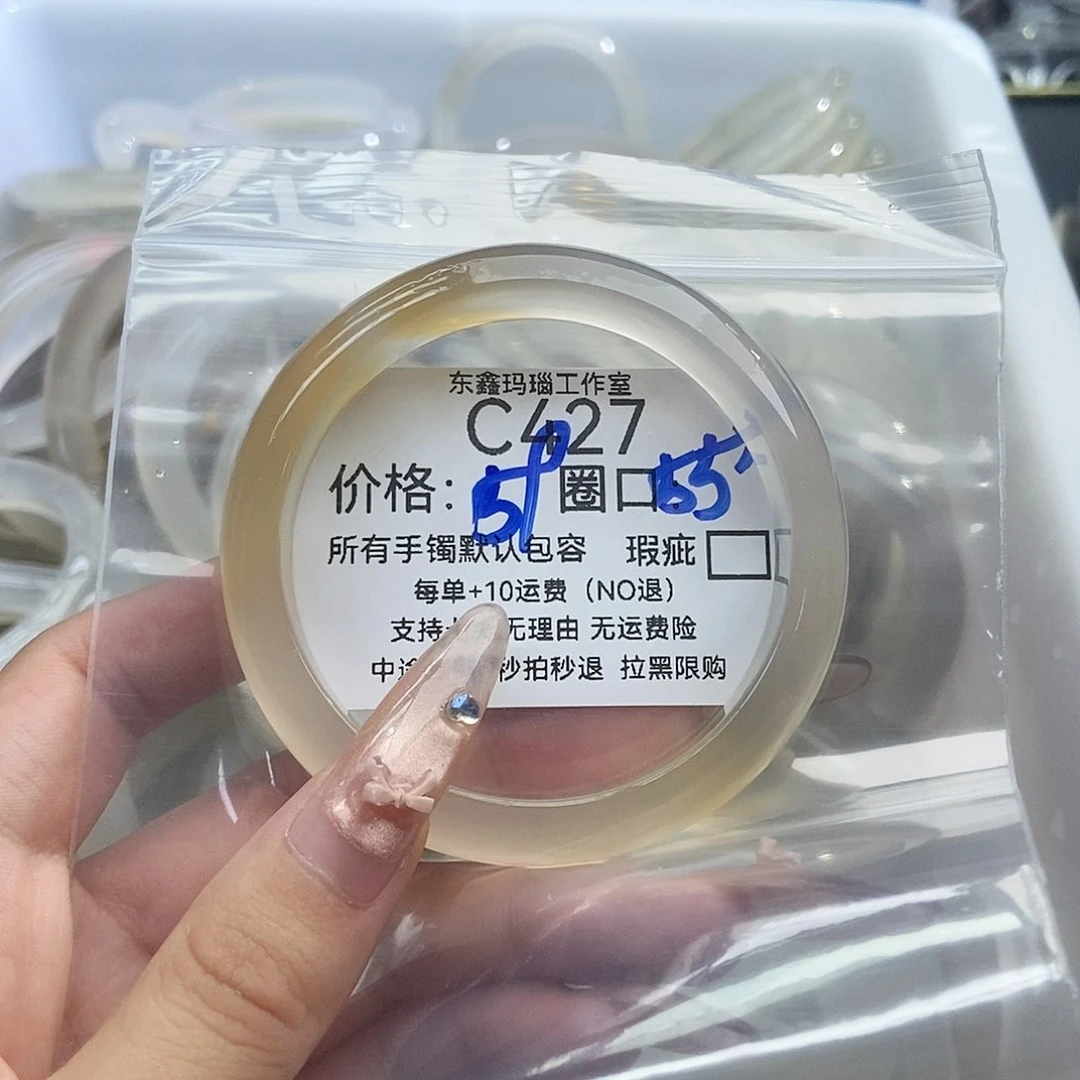 东鑫玛瑙工作室
C427
价格: 圈口: 55
所有手镯默认包容 瑕疵
每单+10运费（NO退）
支持 无理由 无运费险
中途 秒拍秒退 拉黑限购